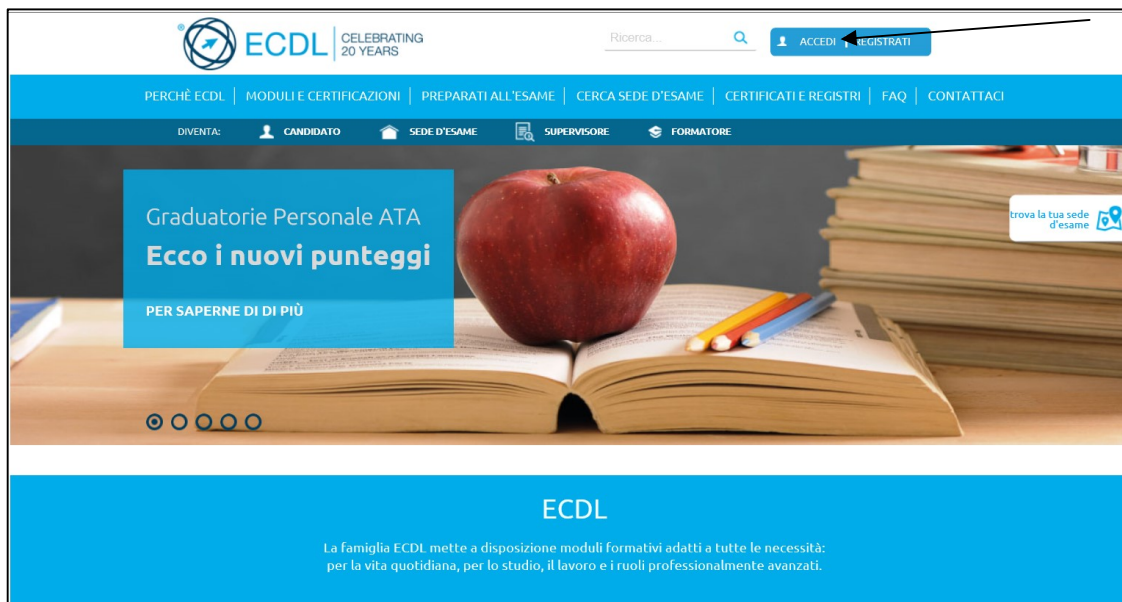 ® ECDL CELEBRATING
20 YEARS
Ricerca...
ACCEDI | REGISTRATI
PERCHÈ ECDL | MODULI E CERTIFICAZIONI | PREPARATI ALL'ESAME | CERCA SEDE D'ESAME | CERTIFICATI E REGISTRI | FAQ | CONTATTACI
DIVENTA: CANDIDATO SEDE D'ESAME SUPERVISORE FORMATORE
Graduatorie Personale ATA
Ecco i nuovi punteggi
PER SAPERNE DI DI PIÙ
trova la tua sede
d'esame
ECDL
La famiglia ECDL mette a disposizione moduli formativi adatti a tutte le necessità:
per la vita quotidiana, per lo studio, il lavoro e i ruoli professionalmente avanzati.